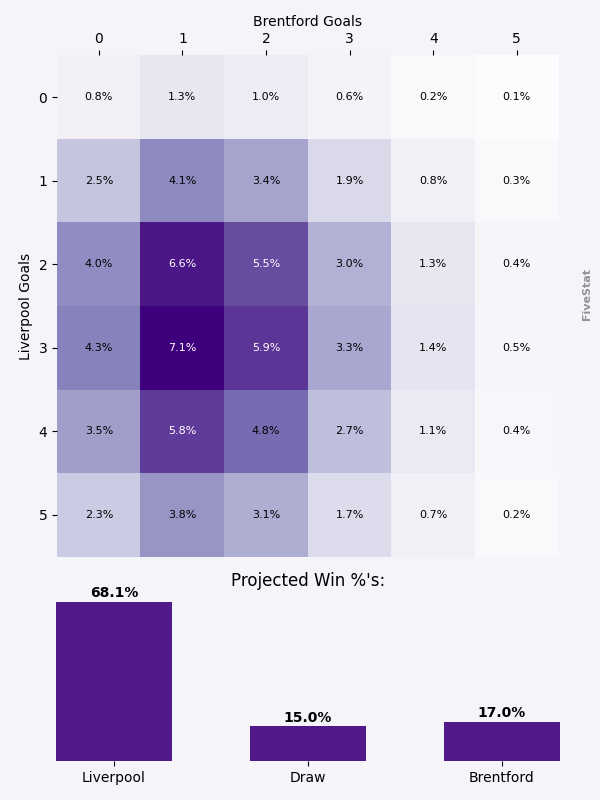 Brentford Goals
0 1 2 3 4 5
Liverpool Goals
0 0.8% 1.3% 1.0% 0.6% 0.2% 0.1%
1 2.5% 4.1% 3.4% 1.9% 0.8% 0.3%
2 4.0% 6.6% 5.5% 3.0% 1.3% 0.4%
3 4.3% 7.1% 5.9% 3.3% 1.4% 0.5%
4 3.5% 5.8% 4.8% 2.7% 1.1% 0.4%
5 2.3% 3.8% 3.1% 1.7% 0.7% 0.2%
FiveStat
Projected Win %'s:
68.1% 15.0% 17.0%
Liverpool Draw Brentford